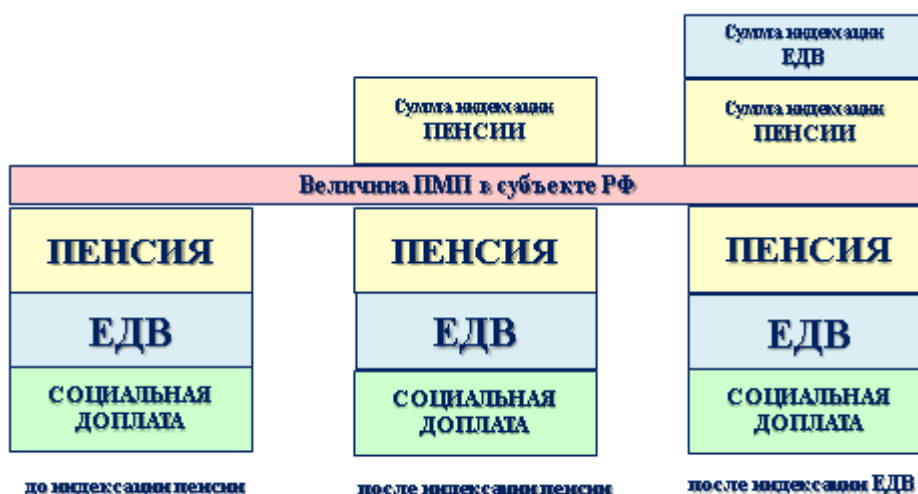 Сумма индексации
ЕДВ
Сумма индексации
ПЕНСИИ
Сумма индексации
ПЕНСИИ
Величина ПМП в субъекте РФ
ПЕНСИЯ
ПЕНСИЯ
ПЕНСИЯ
ЕДВ
ЕДВ
ЕДВ
СОЦИАЛЬНАЯ
ДОПЛАТА
СОЦИАЛЬНАЯ
ДОПЛАТА
СОЦИАЛЬНАЯ
ДОПЛАТА
до индексации пенсии
после индексации пенсии
после индексации ЕДВ